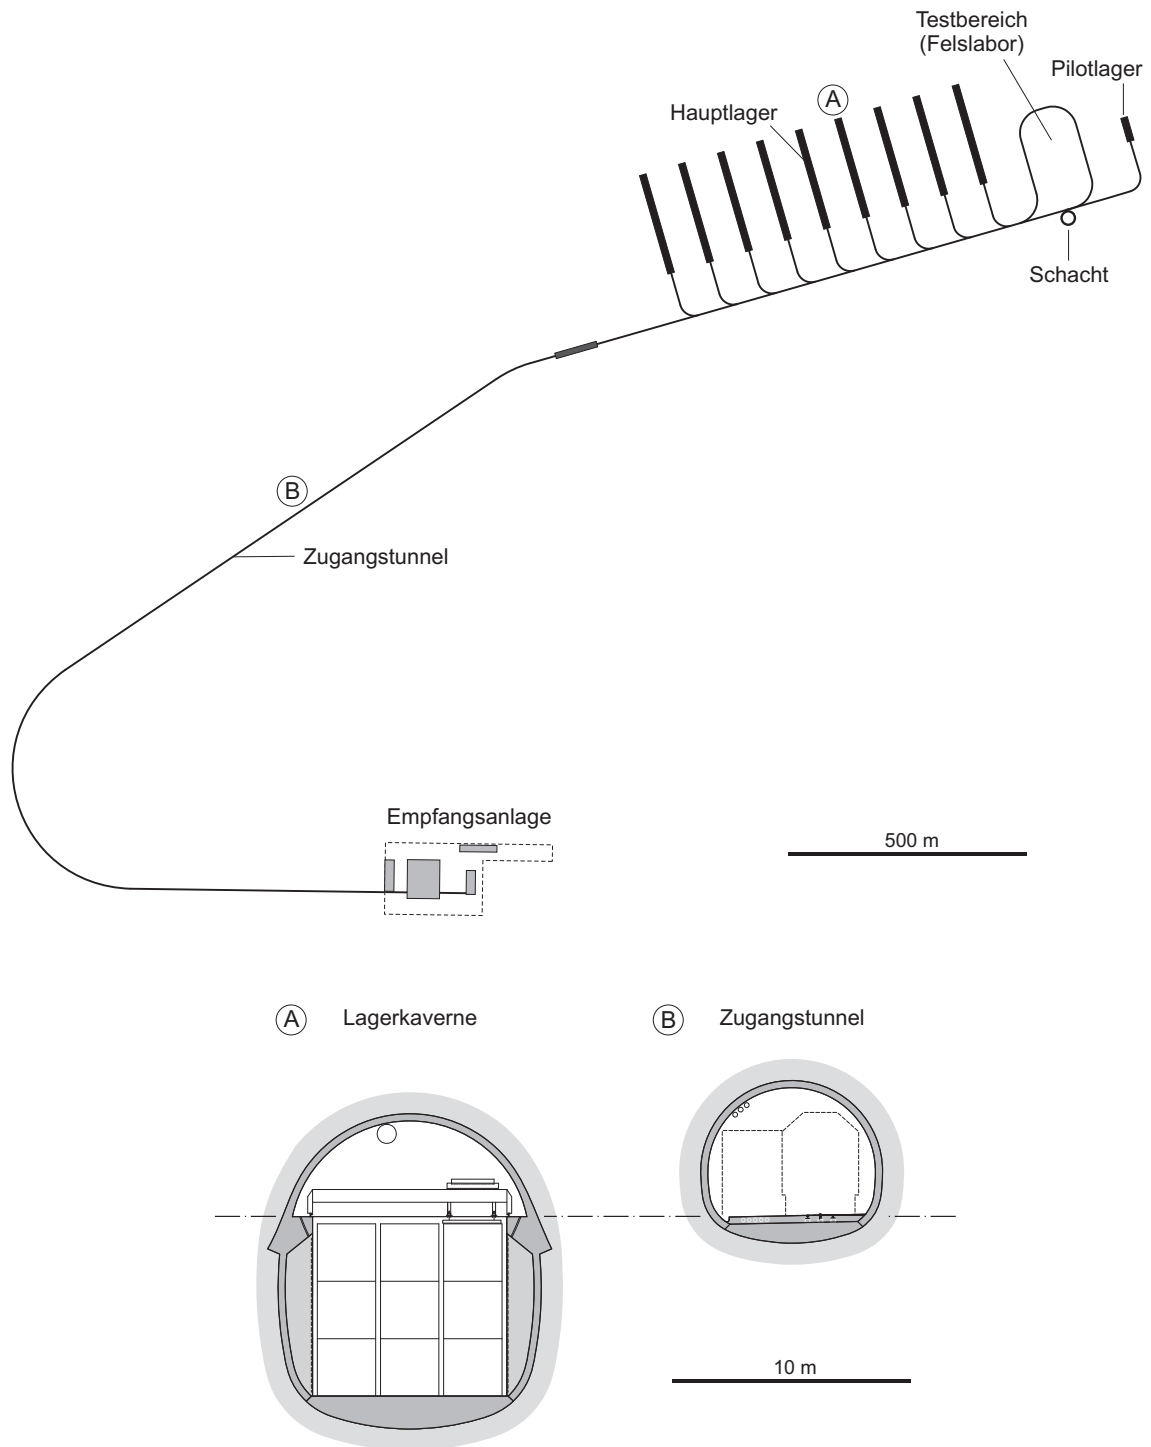 Testbereich
(Felslabor)
Pilotlager
A
Hauptlager
Schacht
B
Zugangstunnel
Empfangsanlage
500 m
A Lagerkaverne
B Zugangstunnel
10 m